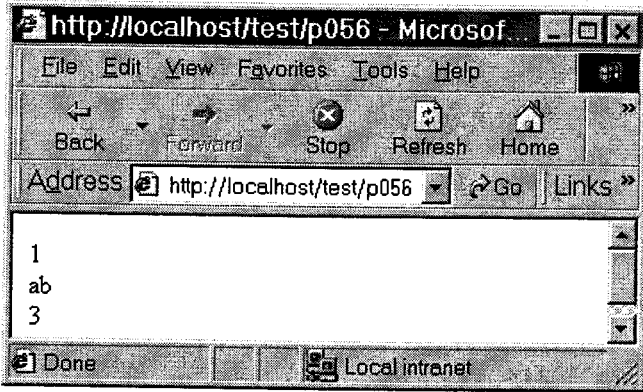 http://localhost/test/p056 - Microsof...
File Edit View Favorites Tools Help
Back Forward Stop Refresh Home »
Address http://localhost/test/p056 Go Links »
1
ab
3
Done Local intranet